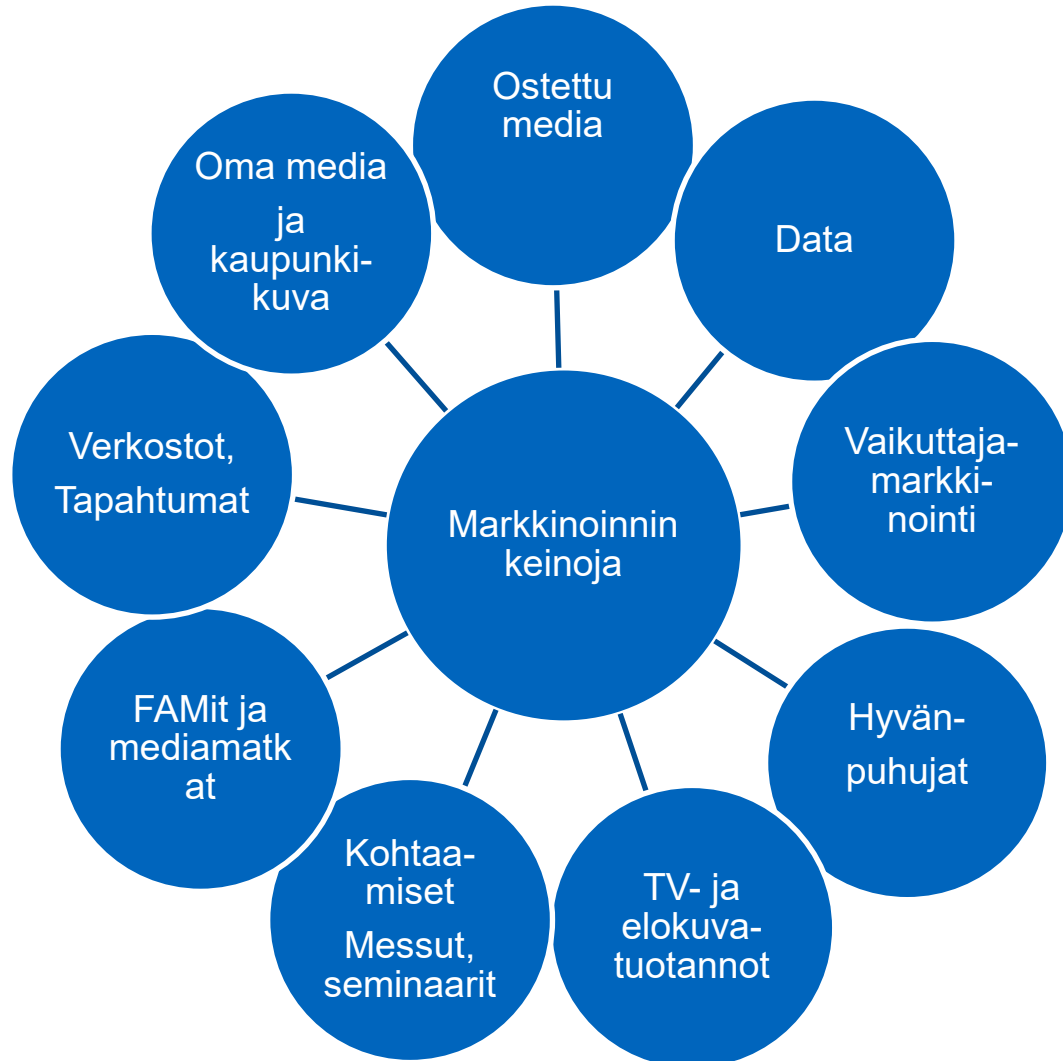 Ostettu
media
Data
Vaikuttaja-
markki-
nointi
Hyvän-
puhujat
TV- ja
elokuva-
tuotannot
Kohtaa-
miset
Messut,
seminaarit
FAMit ja
mediamatk
at
Verkostot,
Tapahtumat
Oma media
ja
kaupunki-
kuva
Markkinoinnin
keinoja